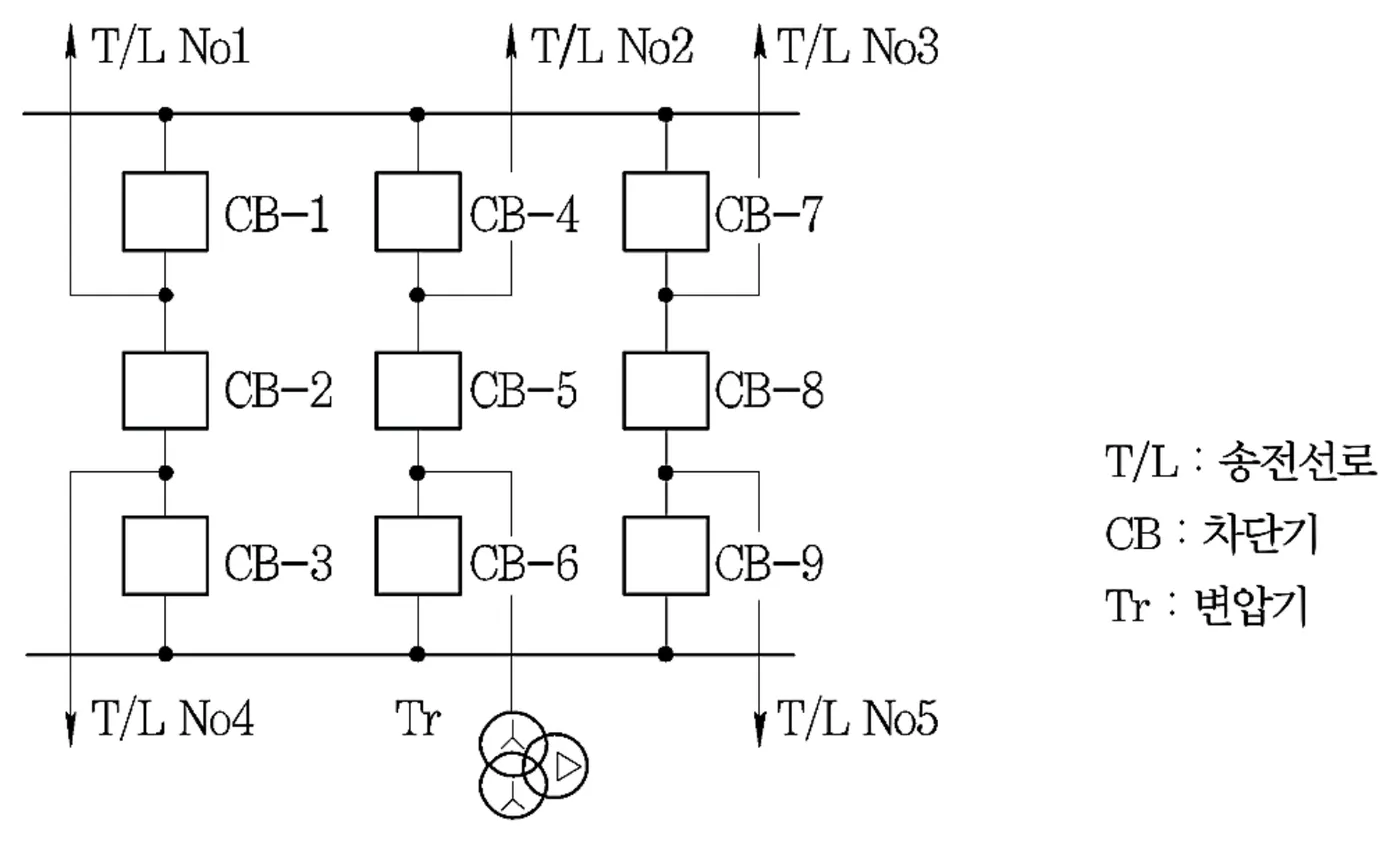 T/L No1
T/L No2
T/L No3
CB-1
CB-4
CB-7
CB-2
CB-5
CB-8
CB-3
CB-6
CB-9
T/L No4
Tr
T/L No5
T/L : 송전선로
CB : 차단기
Tr : 변압기